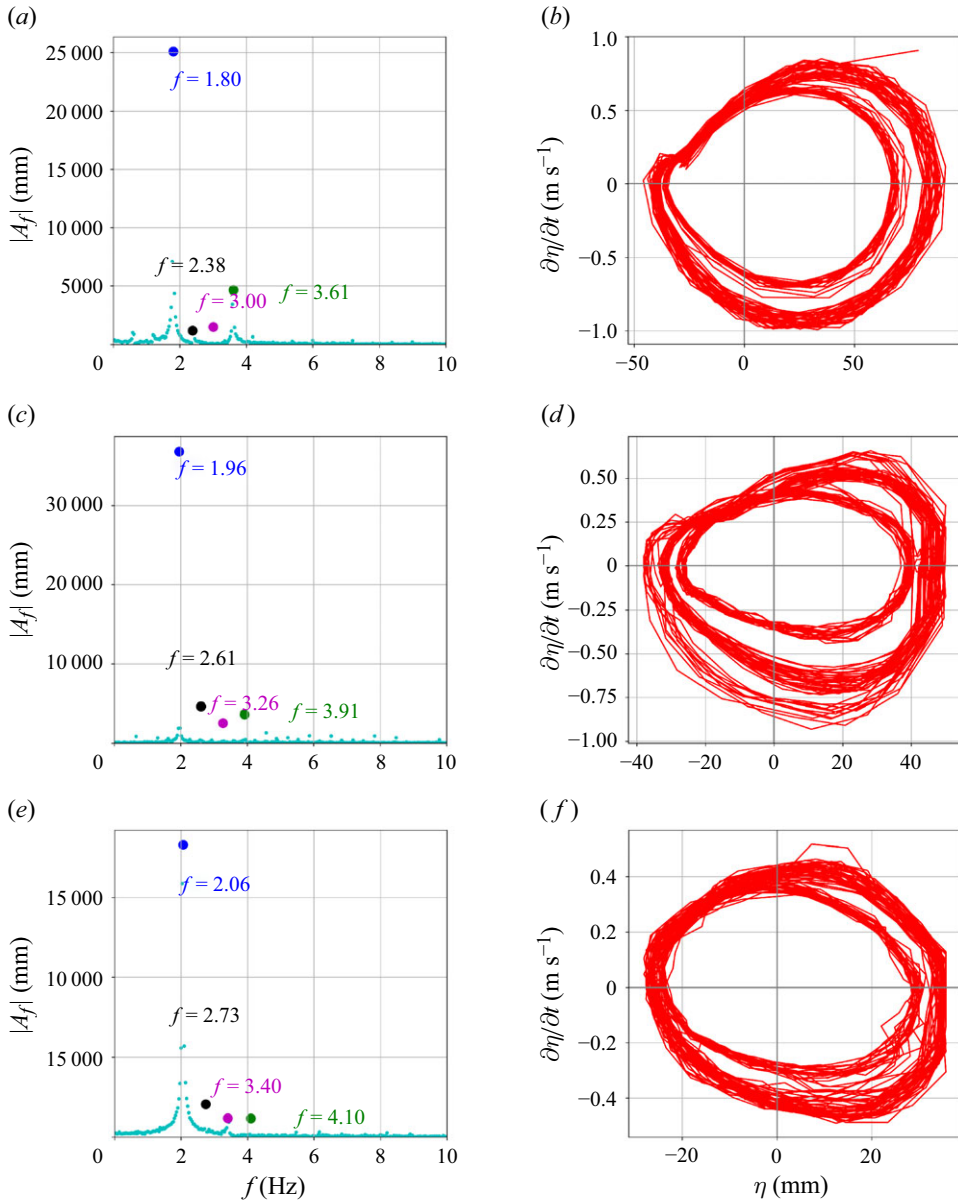 (a)
(b)
25 000
20 000
15 000
10 000
5000
0
2
4
6
8
10
|A_f| (mm)
f = 1.80
f = 2.38
f = 3.00
f = 3.61
1.0
0.5
0
−0.5
−1.0
−50
0
50
∂η/∂t (m s⁻¹)
(c)
(d)
30 000
20 000
10 000
0
2
4
6
8
10
|A_f| (mm)
f = 1.96
f = 2.61
f = 3.26
f = 3.91
0.50
0.25
0
−0.25
−0.50
−0.75
−1.00
−40
−20
0
20
40
∂η/∂t (m s⁻¹)
(e)
(f)
15 000
10 000
15 000
0
2
4
6
8
10
|A_f| (mm)
f = 2.06
f = 2.73
f = 3.40
f = 4.10
f (Hz)
0.4
0.2
0
−0.2
−0.4
−20
0
20
∂η/∂t (m s⁻¹)
η (mm)